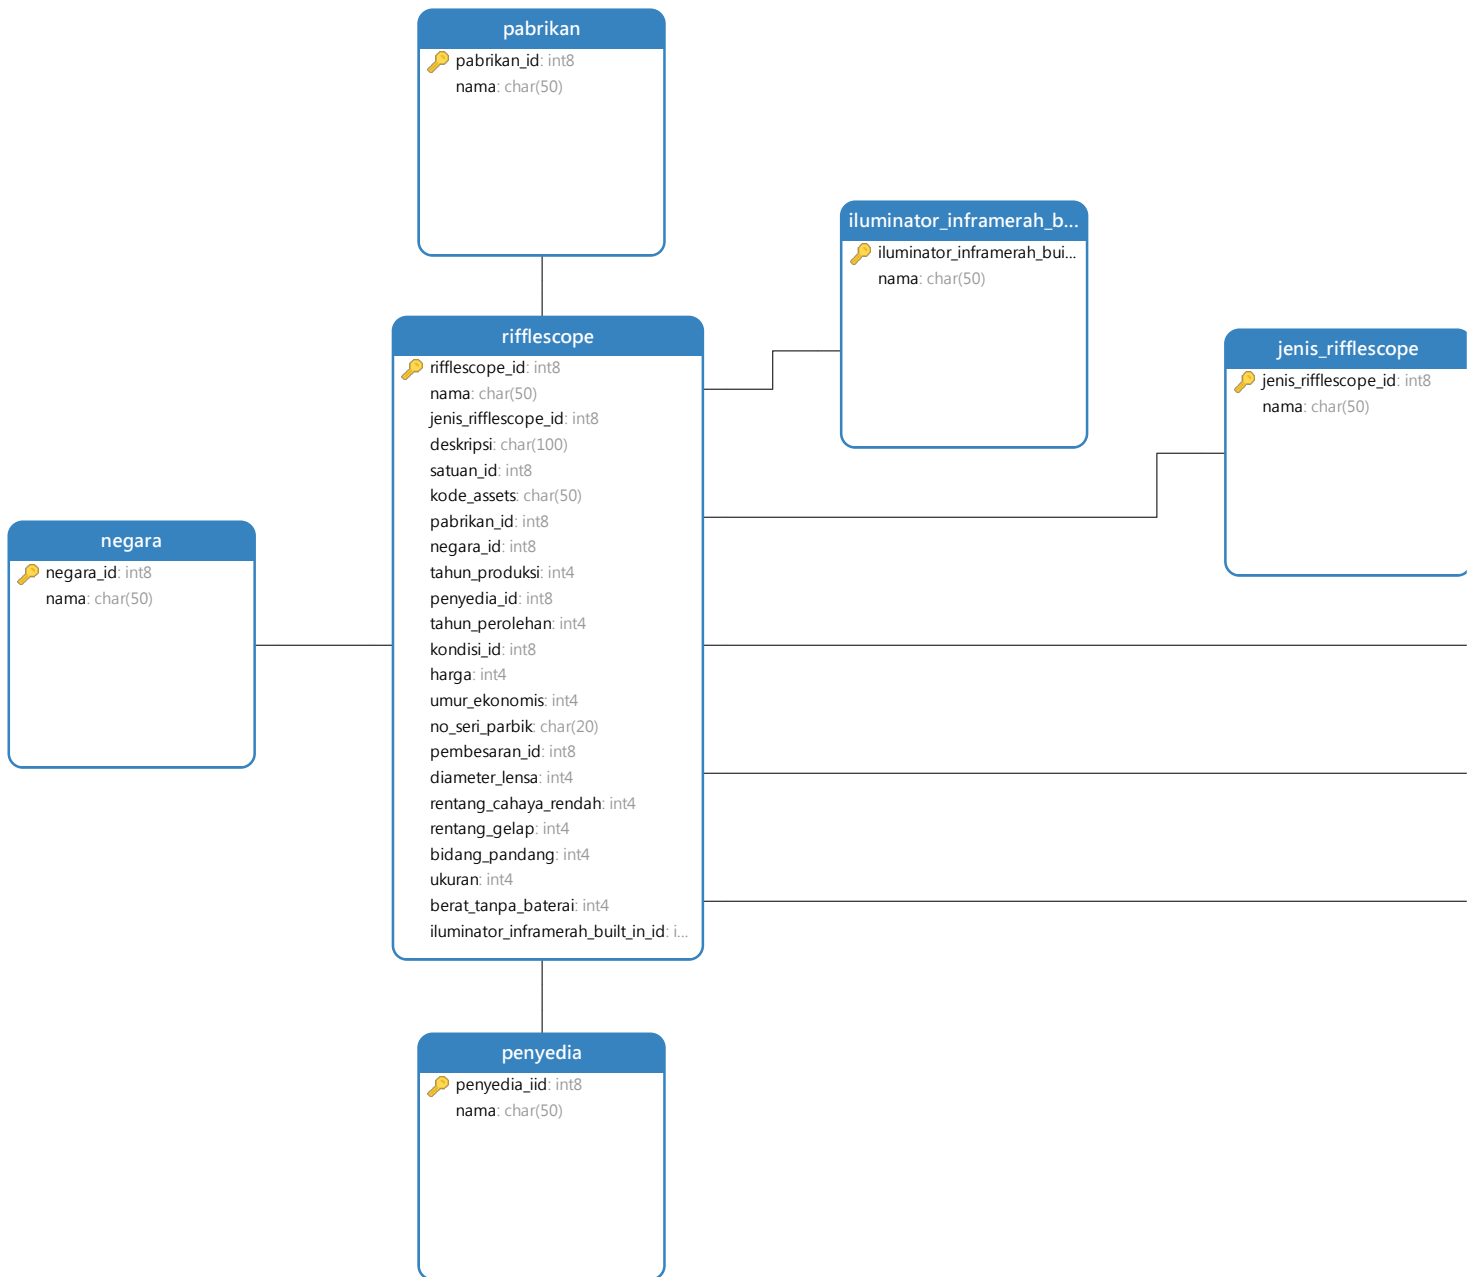 pabrikan
pabrikan_id: int8
nama: char(50)
iluminator_inframerah_b...
iluminator_inframerah_bui...
nama: char(50)
rifflescope
rifflescope_id: int8
nama: char(50)
jenis_rifflescope_id: int8
deskripsi: char(100)
satuan_id: int8
kode_assets: char(50)
pabrikan_id: int8
negara_id: int8
tahun_produksi: int4
penyedia_id: int8
tahun_perolehan: int4
kondisi_id: int8
harga: int4
umur_ekonomis: int4
no_seri_parbik: char(20)
pembesaran_id: int8
diameter_lensa: int4
rentang_cahaya_rendah: int4
rentang_gelap: int4
bidang_pandang: int4
ukuran: int4
berat_tanpa_baterai: int4
iluminator_inframerah_built_in_id: i...
jenis_rifflescope
jenis_rifflescope_id: int8
nama: char(50)
negara
negara_id: int8
nama: char(50)
penyedia
penyedia_iid: int8
nama: char(50)